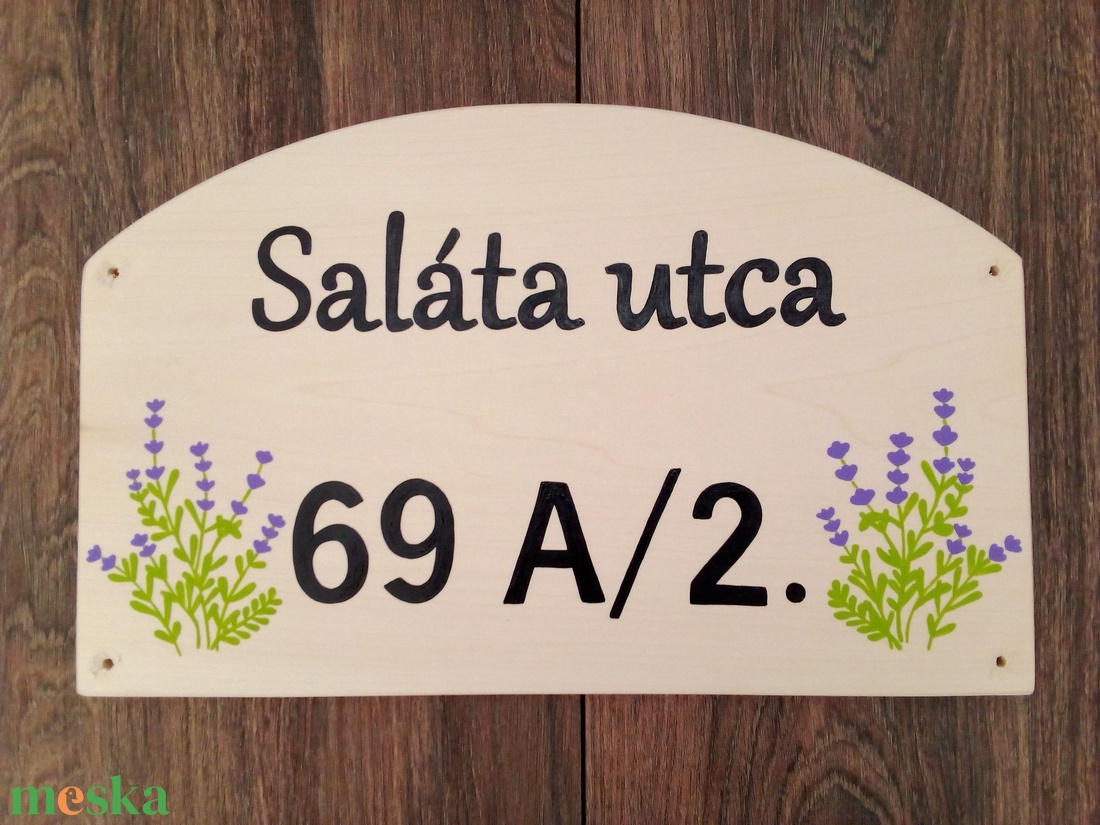 Saláta utca
69 A/2.
meska